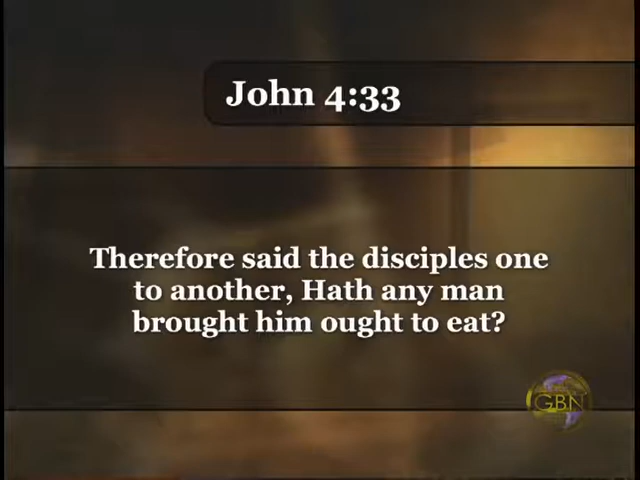 John 4:33
Therefore said the disciples one
to another, Hath any man
brought him ought to eat?
GBN